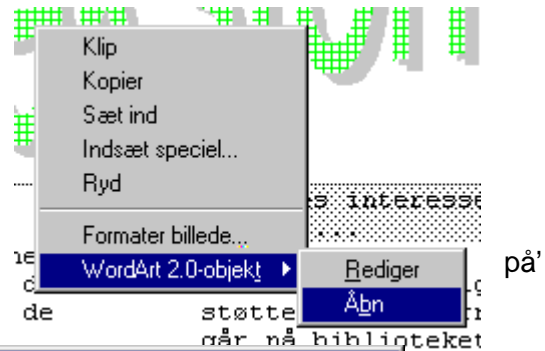 Klip
Kopier
Sæt ind
Indsæt speciel...
Ryd
interesse
...
Formater billede...
WordArt 2.0-objekt
Rediger
Åbn
på'
de støtte
går på biblioteket